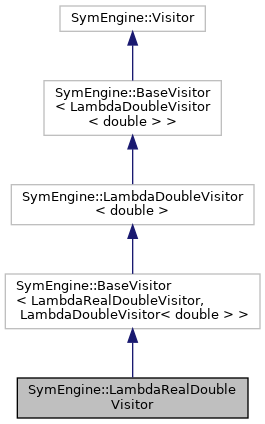 SymEngine::Visitor
SymEngine::BaseVisitor
< LambdaDoubleVisitor
< double > >
SymEngine::LambdaDoubleVisitor
< double >
SymEngine::BaseVisitor
< LambdaRealDoubleVisitor,
LambdaDoubleVisitor< double > >
SymEngine::LambdaRealDouble
Visitor